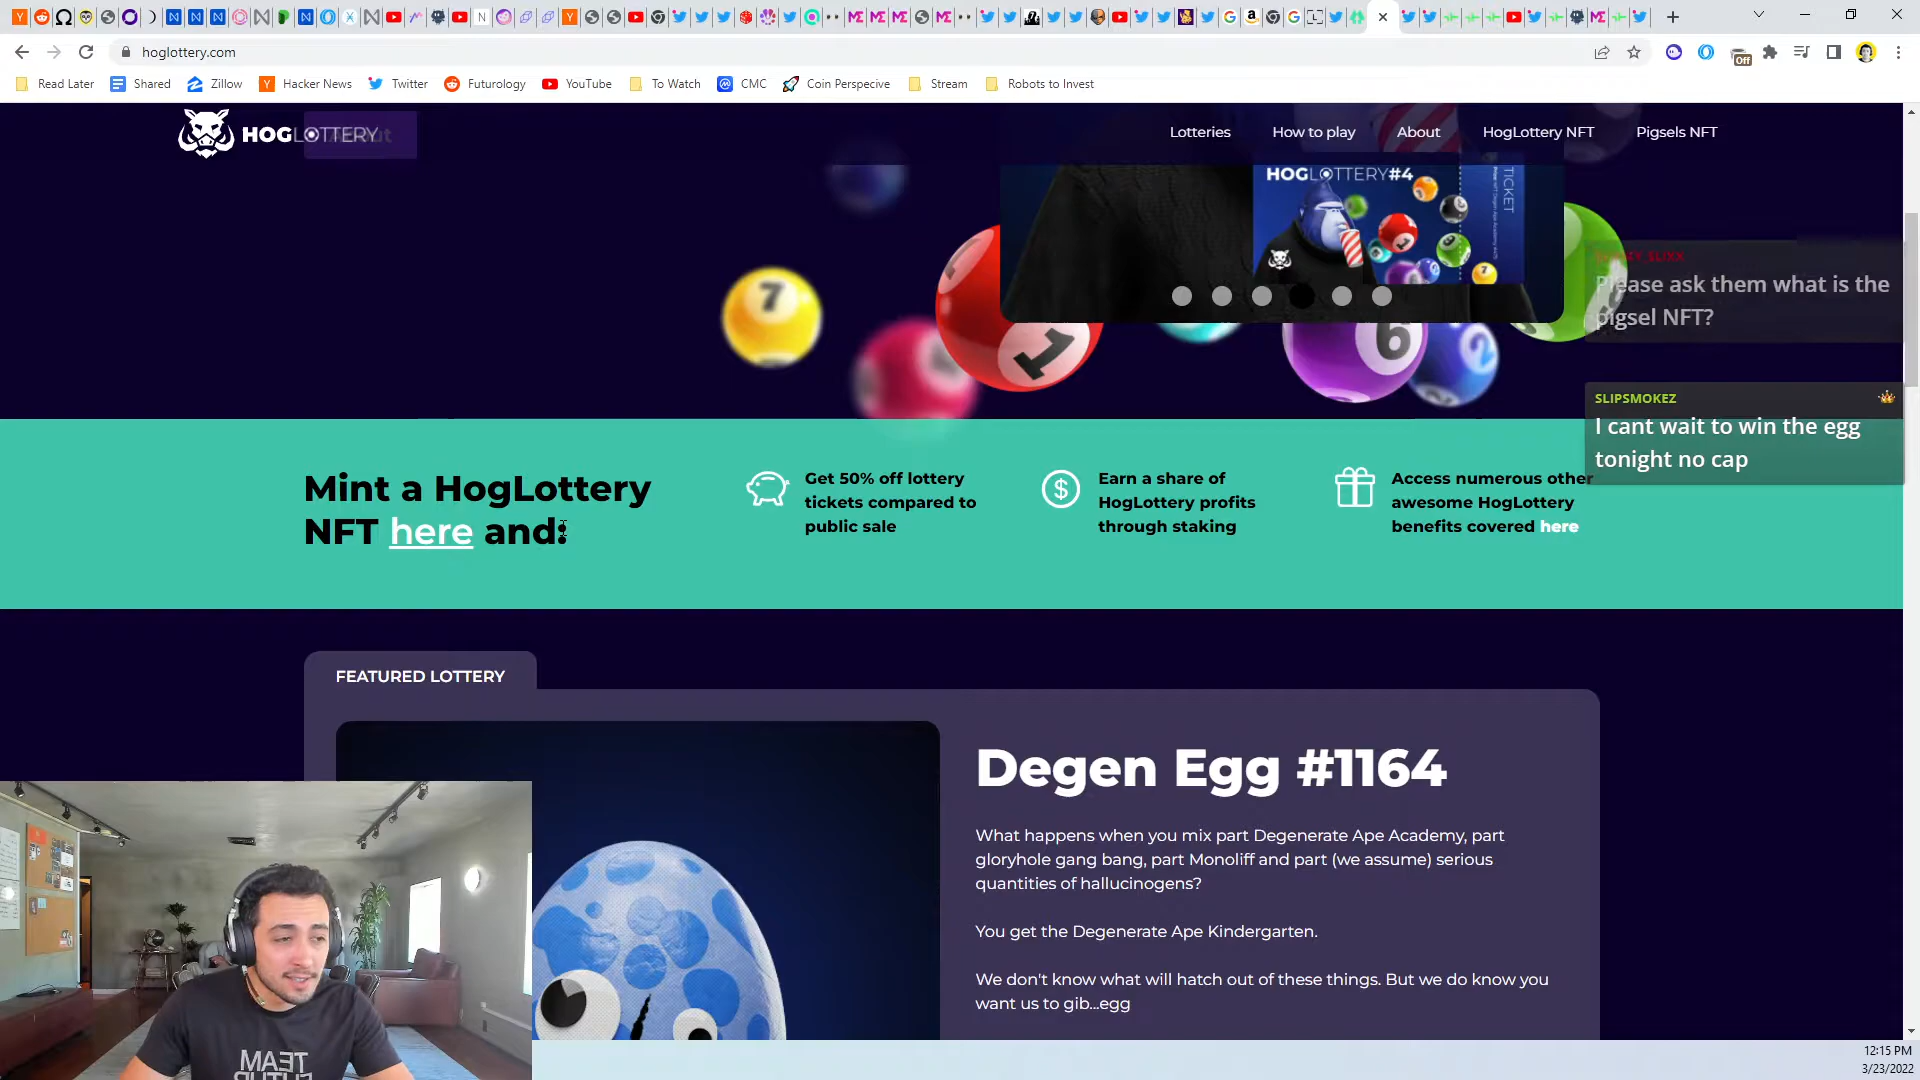 hoglottery.com
Read Later Shared Zillow Hacker News Twitter Futurology YouTube To Watch CMC Coin Perspecive Stream Robots to Invest
Off
HOGLOTTERY
Lotteries How to play About HogLottery NFT Pigsels NFT
HOGLOTTERY#4
TICKET
7
1
6
2
Please ask them what is the
pigsel NFT?
SLIPSMOKEZ
I cant wait to win the egg
tonight no cap
Mint a HogLottery
NFT here and:
Get 50% off lottery
tickets compared to
public sale
Earn a share of
HogLottery profits
through staking
Access numerous other
awesome HogLottery
benefits covered here
FEATURED LOTTERY
Degen Egg #1164
What happens when you mix part Degenerate Ape Academy, part
gloryhole gang bang, part Monoliff and part (we assume) serious
quantities of hallucinogens?
You get the Degenerate Ape Kindergarten.
We don't know what will hatch out of these things. But we do know you
want us to gib...egg
TEAM
12:15 PM
3/23/2022